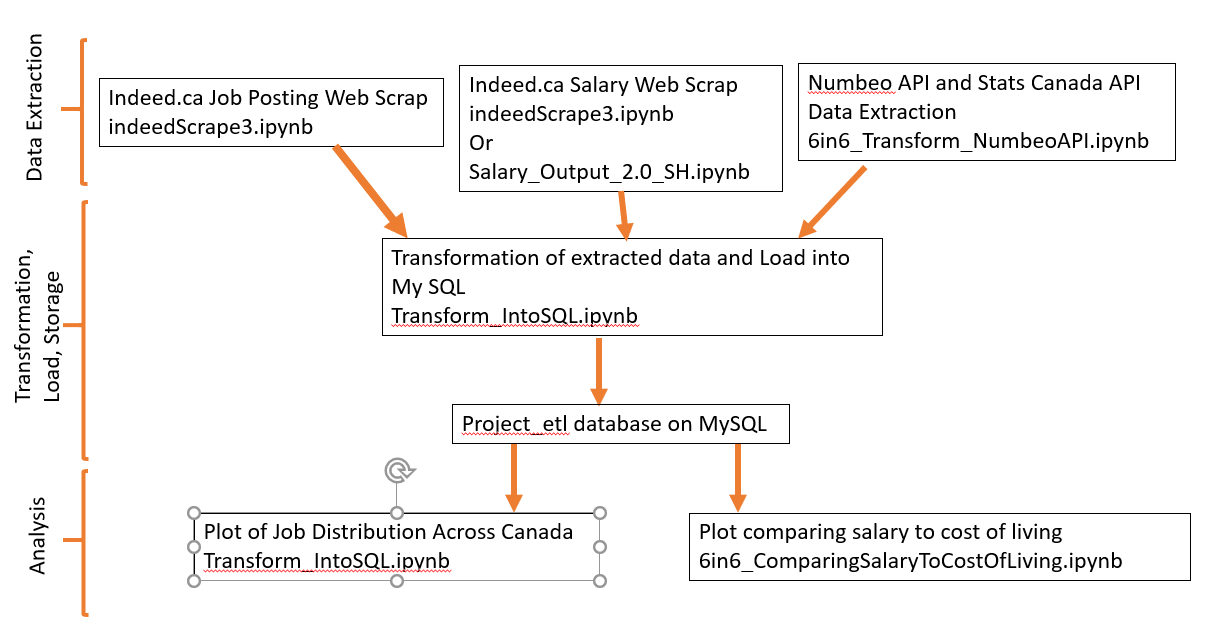 Data Extraction
Indeed.ca Job Posting Web Scrap
indeedScrape3.ipynb
Indeed.ca Salary Web Scrap
indeedScrape3.ipynb
Or
Salary_Output_2.0_SH.ipynb
Numbeo API and Stats Canada API
Data Extraction
6in6_Transform_NumbeoAPI.ipynb
Transformation,
Load, Storage
Transformation of extracted data and Load into
My SQL
Transform_IntoSQL.ipynb
Project_etl database on MySQL
Analysis
Plot of Job Distribution Across Canada
Transform_IntoSQL.ipynb
Plot comparing salary to cost of living
6in6_ComparingSalaryToCostOfLiving.ipynb